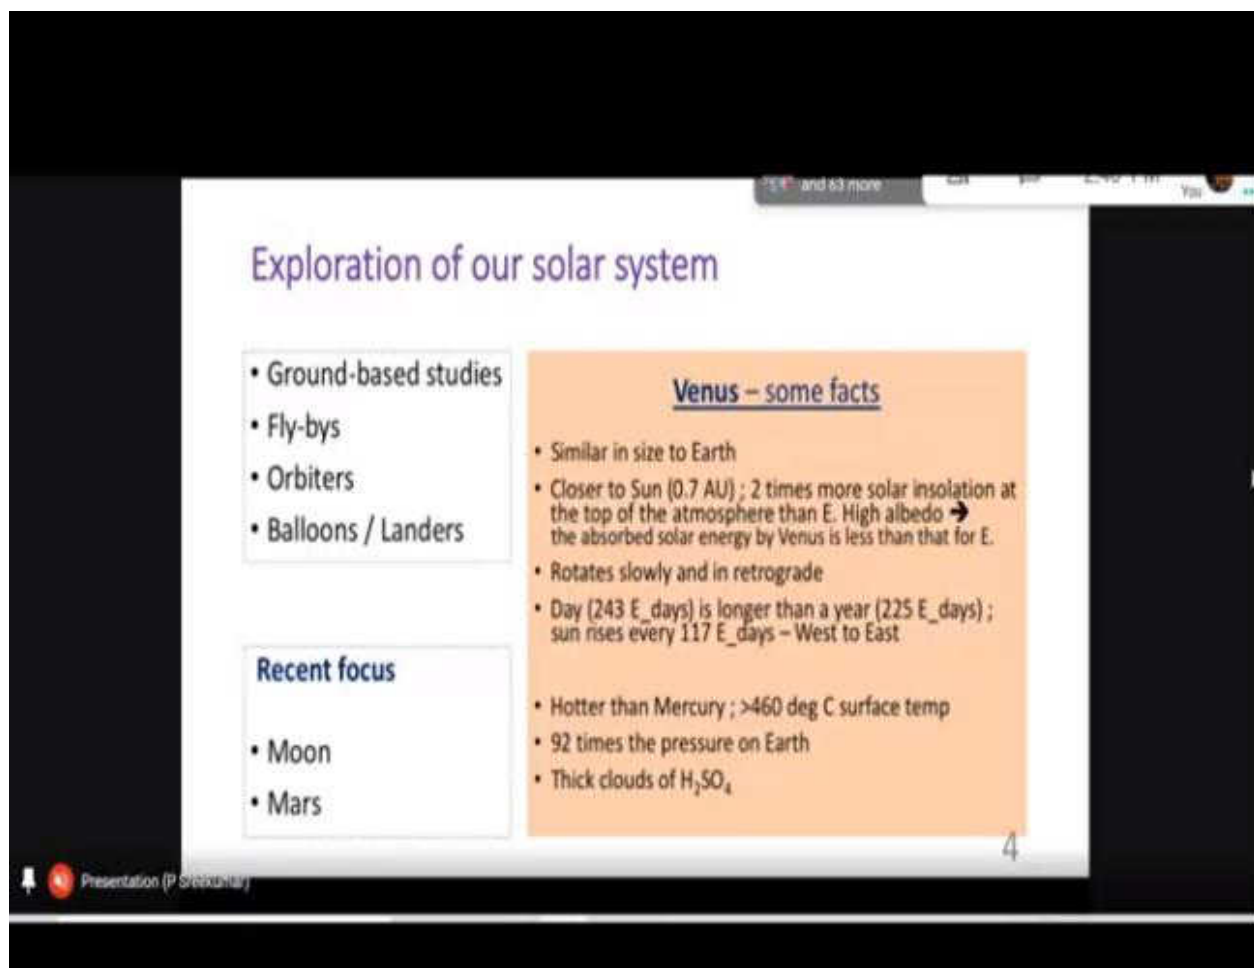 and 63 more
You
Exploration of our solar system
• Ground-based studies
• Fly-bys
• Orbiters
• Balloons / Landers
Recent focus
• Moon
• Mars
Venus – some facts
• Similar in size to Earth
• Closer to Sun (0.7 AU) ; 2 times more solar insolation at
the top of the atmosphere than E. High albedo ➔
the absorbed solar energy by Venus is less than that for E.
• Rotates slowly and in retrograde
• Day (243 E_days) is longer than a year (225 E_days) ;
sun rises every 117 E_days – West to East
• Hotter than Mercury ; >460 deg C surface temp
• 92 times the pressure on Earth
• Thick clouds of H₂SO₄
4
Presentation (P Sreekumar)